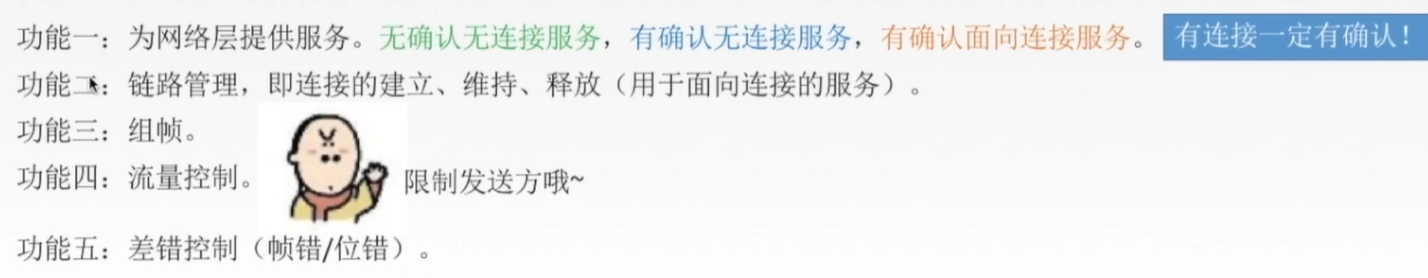 功能一：为网络层提供服务。无确认无连接服务，有确认无连接服务，有确认面向连接服务。 有连接一定有确认！
功能二：链路管理，即连接的建立、维持、释放（用于面向连接的服务）。
功能三：组帧。
功能四：流量控制。 限制发送方哦~
功能五：差错控制（帧错/位错）。